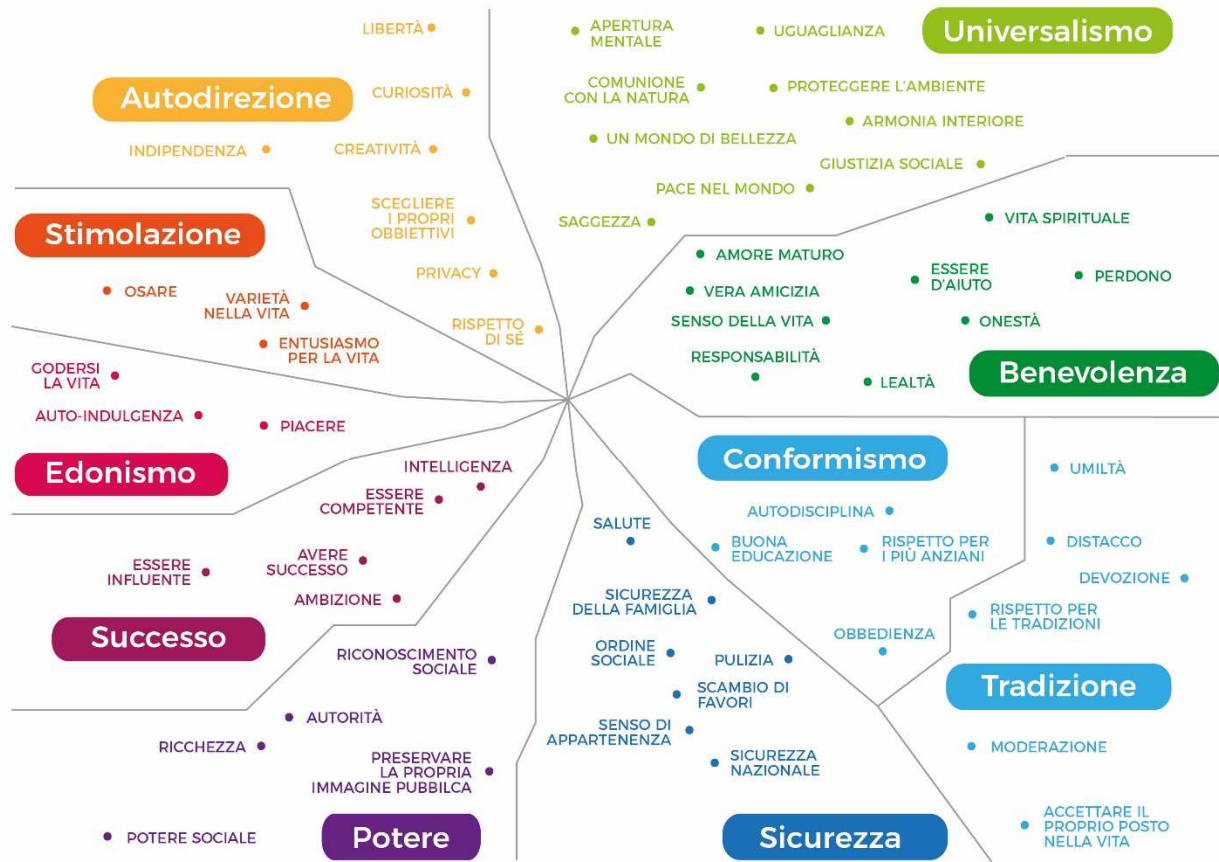 LIBERTÀ
Autodirezione
CURIOSITÀ
INDIPENDENZA
CREATIVITÀ
SCEGLIERE
I PROPRI
OBBIETTIVI
PRIVACY
RISPETTO
DI SÉ
Universalismo
APERTURA
MENTALE
UGUAGLIANZA
COMUNIONE
CON LA NATURA
PROTEGGERE L'AMBIENTE
UN MONDO DI BELLEZZA
ARMONIA INTERIORE
GIUSTIZIA SOCIALE
PACE NEL MONDO
SAGGEZZA
Stimolazione
OSARE
VARIETÀ
NELLA VITA
ENTUSIASMO
PER LA VITA
VITA SPIRITUALE
AMORE MATURO
ESSERE
D'AIUTO
PERDONO
VERA AMICIZIA
SENSO DELLA VITA
ONESTÀ
RESPONSABILITÀ
LEALTÀ
Benevolenza
GODERSI
LA VITA
AUTO-INDULGENZA
PIACERE
Edonismo
INTELLIGENZA
ESSERE
COMPETENTE
ESSERE
INFLUENTE
AVERE
SUCCESSO
AMBIZIONE
Successo
Conformismo
AUTODISCIPLINA
BUONA
EDUCAZIONE
RISPETTO PER
I PIÙ ANZIANI
OBBEDIENZA
UMILTÀ
DISTACCO
DEVOZIONE
RISPETTO PER
LE TRADIZIONI
Tradizione
MODERAZIONE
ACCETTARE IL
PROPRIO POSTO
NELLA VITA
RICONOSCIMENTO
SOCIALE
AUTORITÀ
RICCHEZZA
PRESERVARE
LA PROPRIA
IMMAGINE PUBBILCA
POTERE SOCIALE
Potere
SALUTE
SICUREZZA
DELLA FAMIGLIA
ORDINE
SOCIALE
PULIZIA
SCAMBIO DI
FAVORI
SENSO DI
APPARTENENZA
SICUREZZA
NAZIONALE
Sicurezza